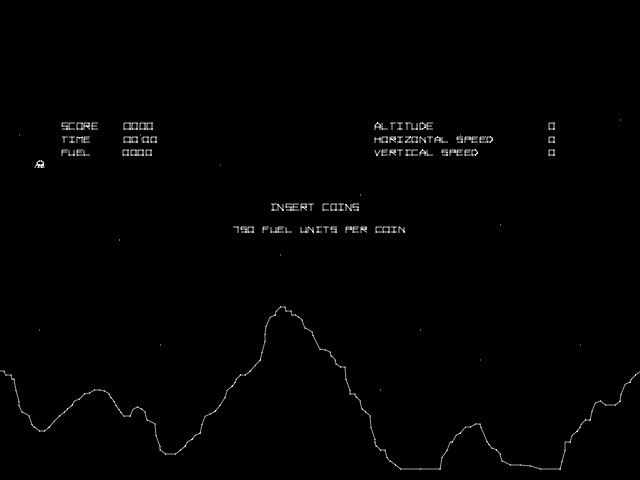 SCORE 0000
TIME 00'00
FUEL 0000
ALTITUDE 0
HORIZONTAL SPEED 0
VERTICAL SPEED 0
INSERT COINS
750 FUEL UNITS PER COIN